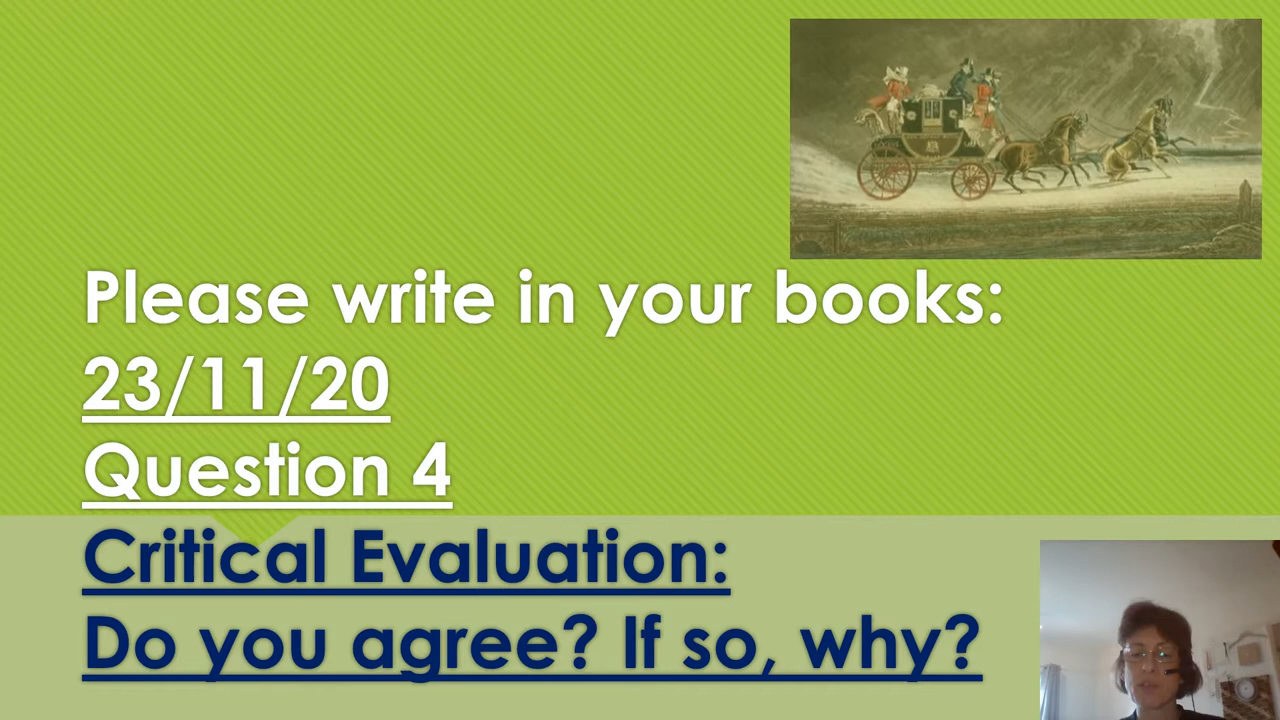 Please write in your books:
23/11/20
Question 4
Critical Evaluation:
Do you agree? If so, why?